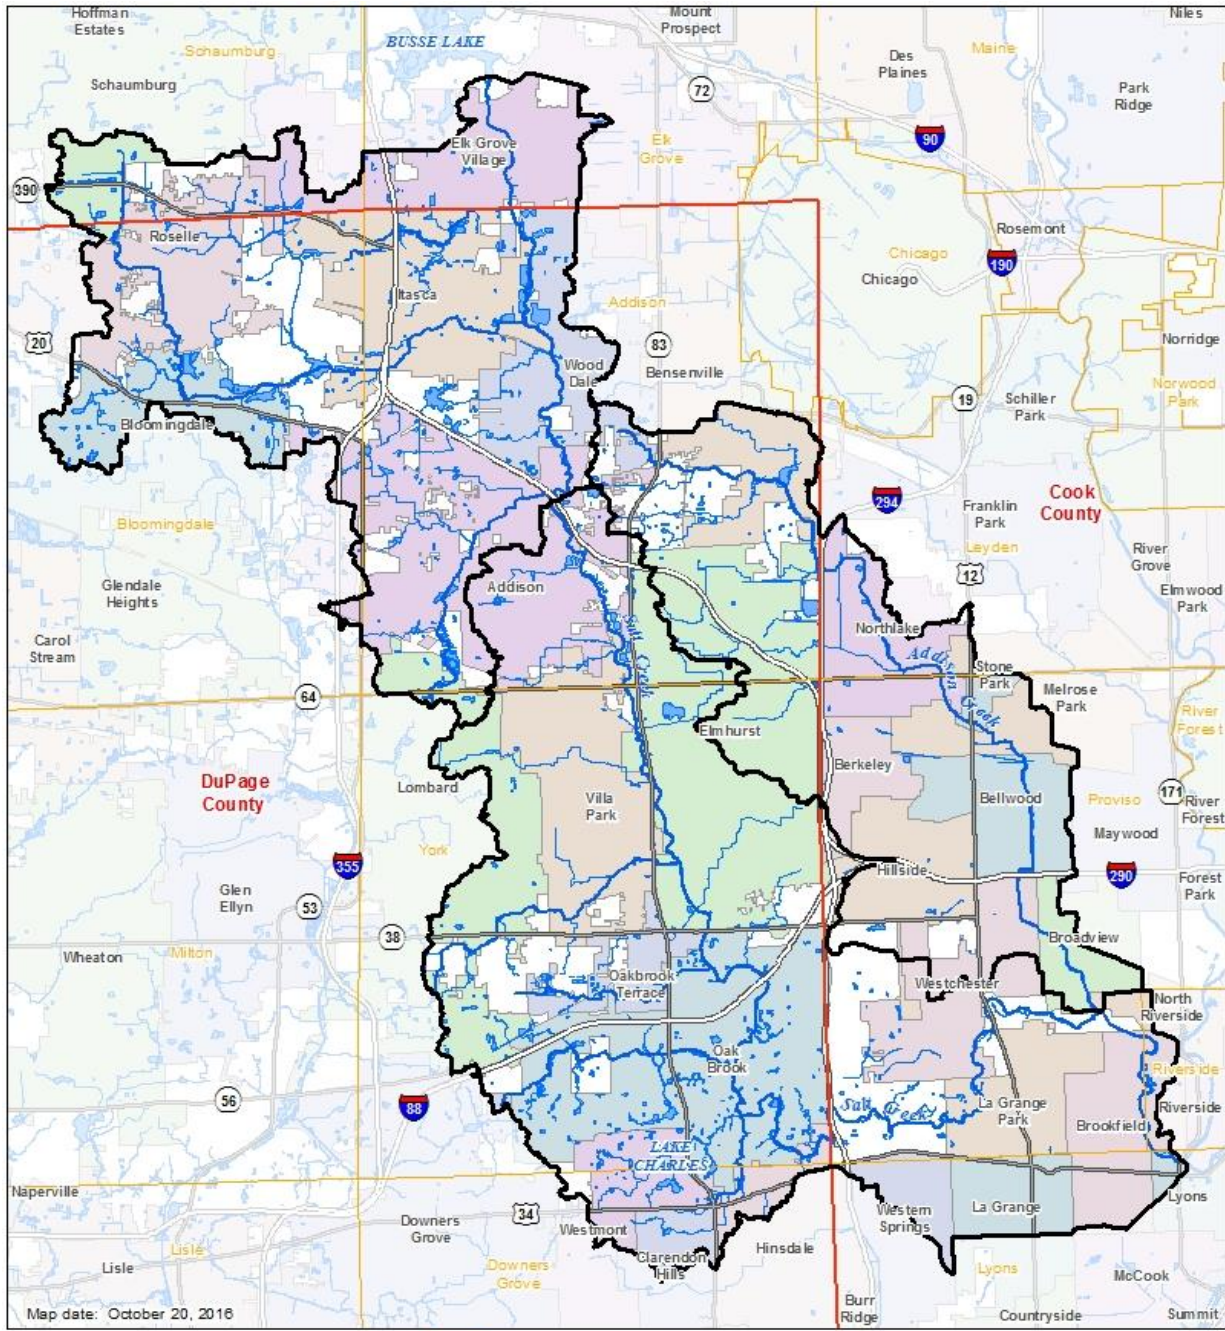 Hoffman
Estates
Mount
Prospect
Niles
BUSSE LAKE
Schaumburg
Maine
Des
Plaines
Schaumburg
72
Park
Ridge
90
Elk Grove
Village
Elk
Grove
390
Roselle
Rosemont
Chicago
190
Chicago
Itasca
Addison
20
83
Norridge
Wood
Dale
Bensenville
Norwood
Park
19
Schiller
Park
Bloomingdale
294
Cook
County
Franklin
Park
Bloomingdale
Leyden
River
Grove
12
Glendale
Heights
Addison
Elmwood
Park
Carol
Stream
Salt Creek
Northlake
Addison Creek
Stone
Park
64
Melrose
Park
River
Forest
Elmhurst
DuPage
County
Lombard
Berkeley
Villa
Park
Bellwood
Proviso
171
River
Forest
Maywood
York
355
Hillside
290
Forest
Park
Glen
Ellyn
53
38
Broadview
Wheaton
Milton
Oakbrook
Terrace
Westchester
North
Riverside
Oak
Brook
Riverside
56
88
Salt Creek
La Grange
Park
Riverside
Brookfield
LAKE
CHARLES
Naperville
Lyons
34
Western
Springs
La Grange
Downers
Grove
Westmont
Lisle
Hinsdale
Clarendon
Hills
Lisle
Downers
Grove
Lyons
McCook
Burr
Ridge
Countryside
Summit
Map date: October 20, 2016